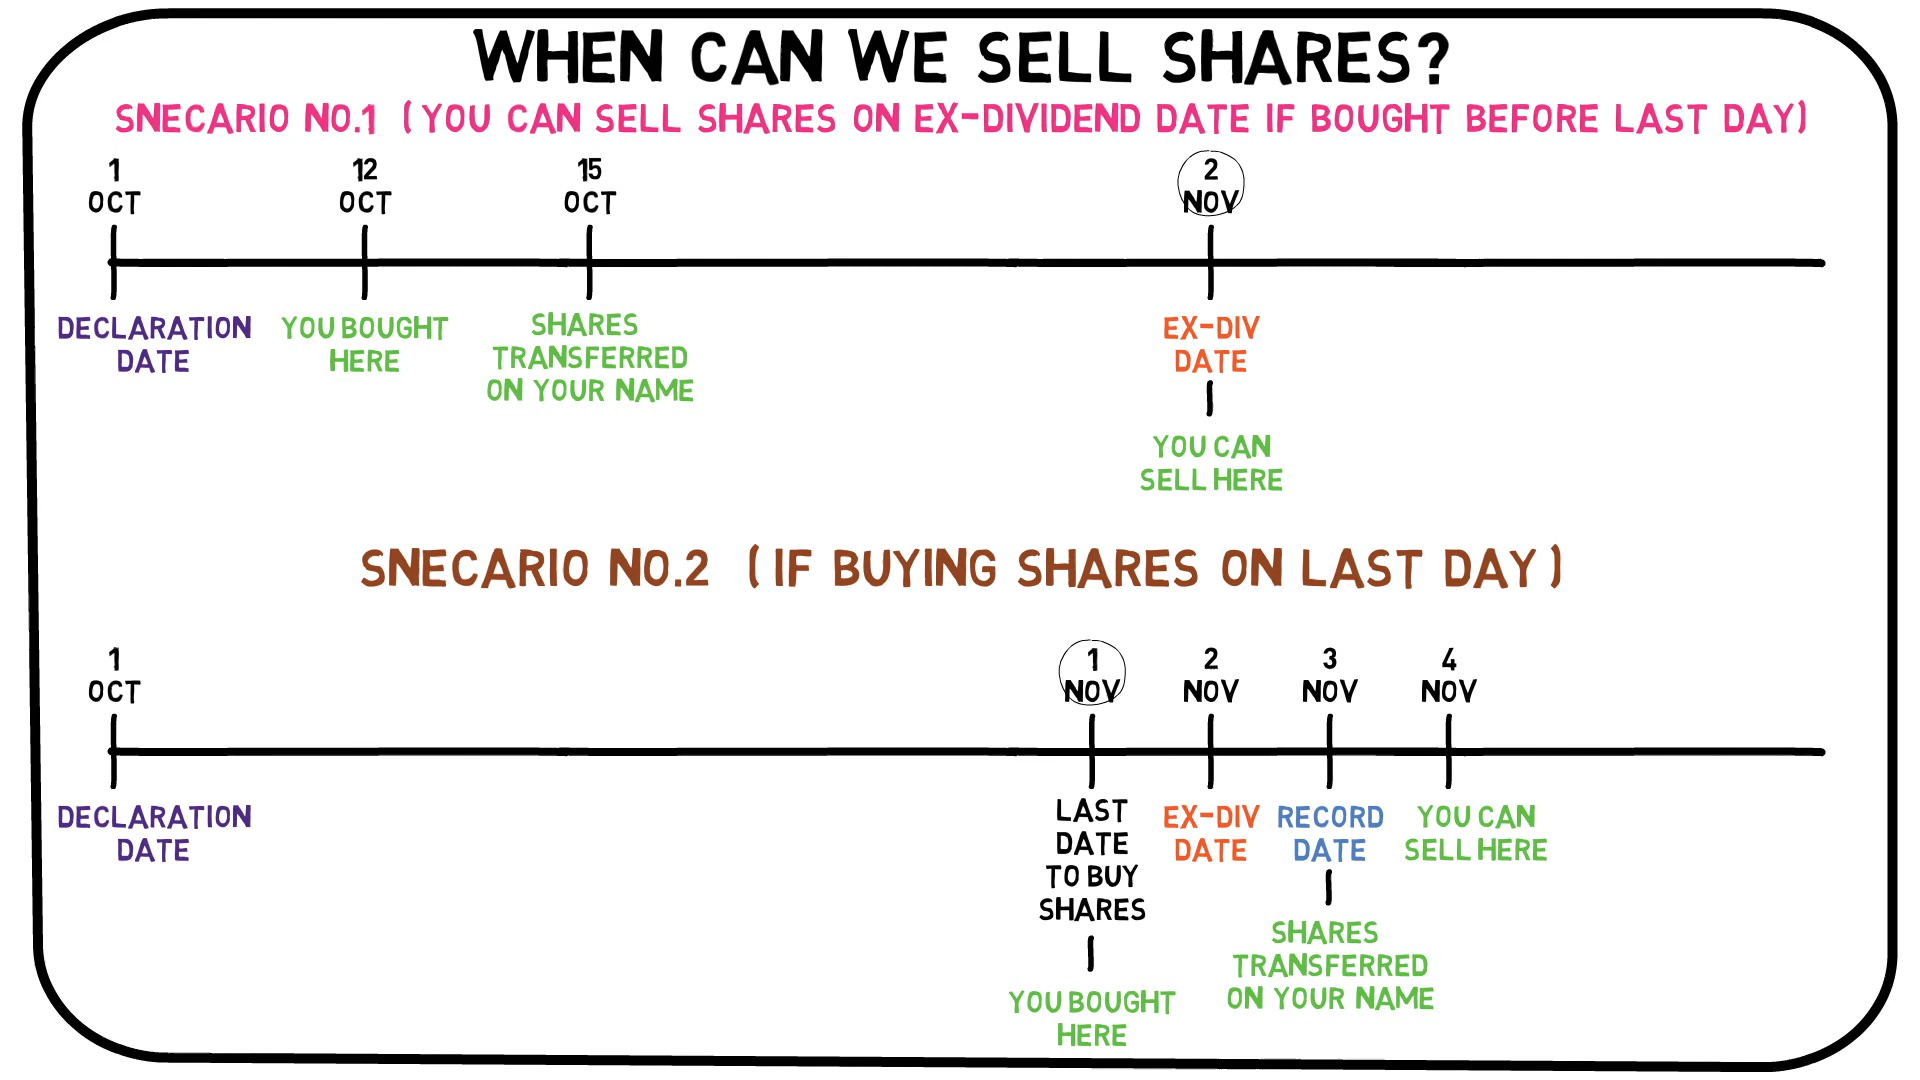 WHEN CAN WE SELL SHARES?
SNECARIO NO.1 (YOU CAN SELL SHARES ON EX-DIVIDEND DATE IF BOUGHT BEFORE LAST DAY)
1 OCT
12 OCT
15 OCT
2 NOV
DECLARATION
DATE
YOU BOUGHT
HERE
SHARES
TRANSFERRED
ON YOUR NAME
EX-DIV
DATE
YOU CAN
SELL HERE
SNECARIO NO.2 (IF BUYING SHARES ON LAST DAY)
1 OCT
1 NOV
2 NOV
3 NOV
4 NOV
DECLARATION
DATE
LAST
DATE
TO BUY
SHARES
YOU BOUGHT
HERE
EX-DIV
DATE
RECORD
DATE
SHARES
TRANSFERRED
ON YOUR NAME
YOU CAN
SELL HERE